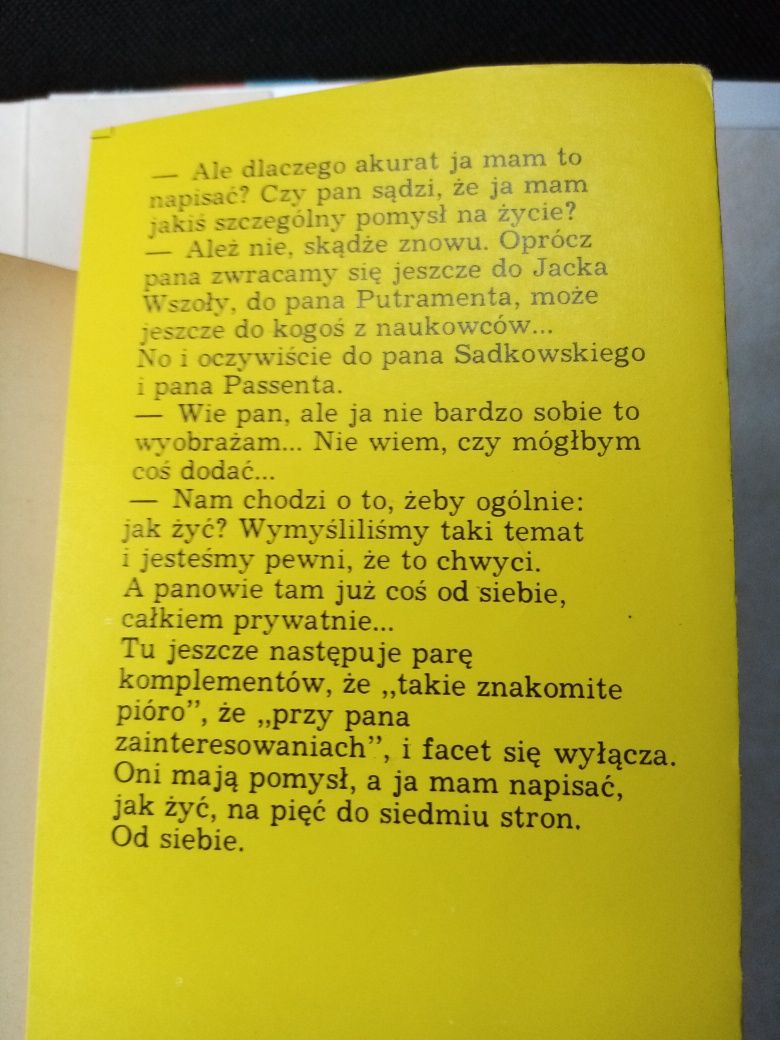 — Ale dlaczego akurat ja mam to
napisać? Czy pan sądzi, że ja mam
jakiś szczególny pomysł na życie?
— Ależ nie, skądże znowu. Oprócz
pana zwracamy się jeszcze do Jacka
Wszoły, do pana Putramenta, może
jeszcze do kogoś z naukowców...
No i oczywiście do pana Sadkowskiego
i pana Passenta.
— Wie pan, ale ja nie bardzo sobie to
wyobrażam... Nie wiem, czy mógłbym
coś dodać...
— Nam chodzi o to, żeby ogólnie:
jak żyć? Wymyśliliśmy taki temat
i jesteśmy pewni, że to chwyci.
A panowie tam już coś od siebie,
całkiem prywatnie...
Tu jeszcze następuje parę
komplementów, że „takie znakomite
pióro”, że „przy pana
zainteresowaniach”, i facet się wyłącza.
Oni mają pomysł, a ja mam napisać,
jak żyć, na pięć do siedmiu stron.
Od siebie.